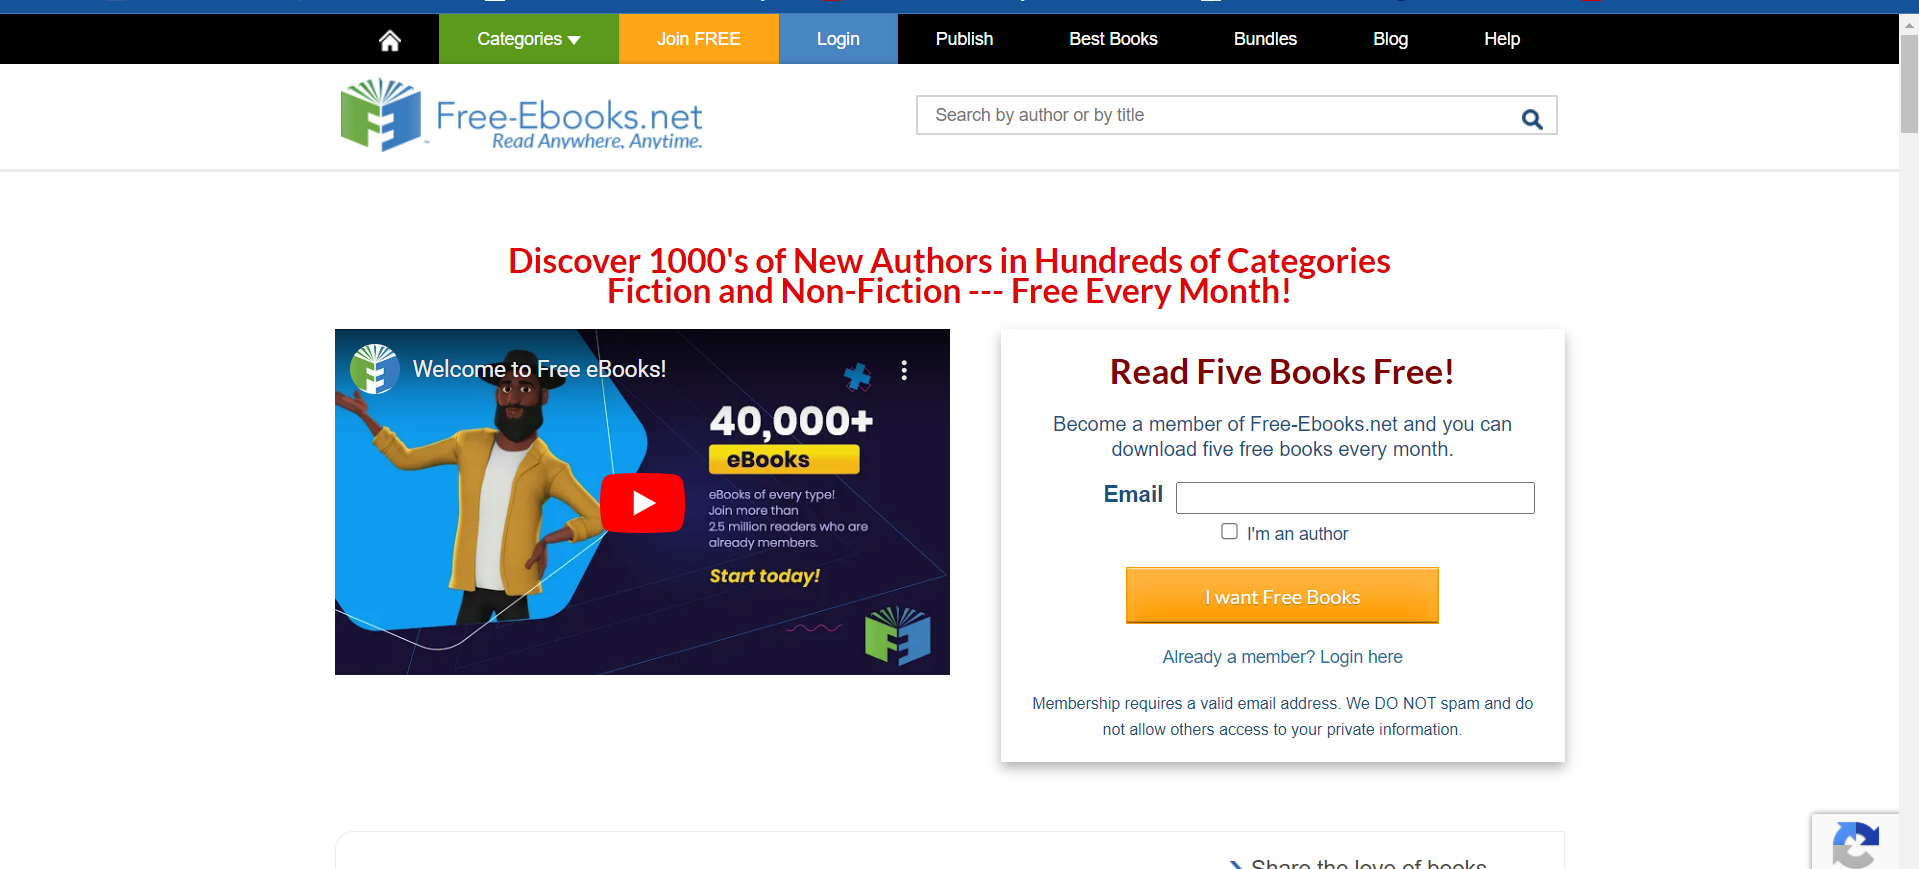 Categories
Join FREE
Login
Publish
Best Books
Bundles
Blog
Help
Free-Ebooks.net
Read Anywhere, Anytime.
Search by author or by title
Discover 1000's of New Authors in Hundreds of Categories
Fiction and Non-Fiction --- Free Every Month!
Welcome to Free eBooks!
40,000+
eBooks
eBooks of every type!
Join more than
2.5 million readers who are
already members.
Start today!
Read Five Books Free!
Become a member of Free-Ebooks.net and you can
download five free books every month.
Email
I'm an author
I want Free Books
Already a member? Login here
Membership requires a valid email address. We DO NOT spam and do
not allow others access to your private information.
Share the love of books